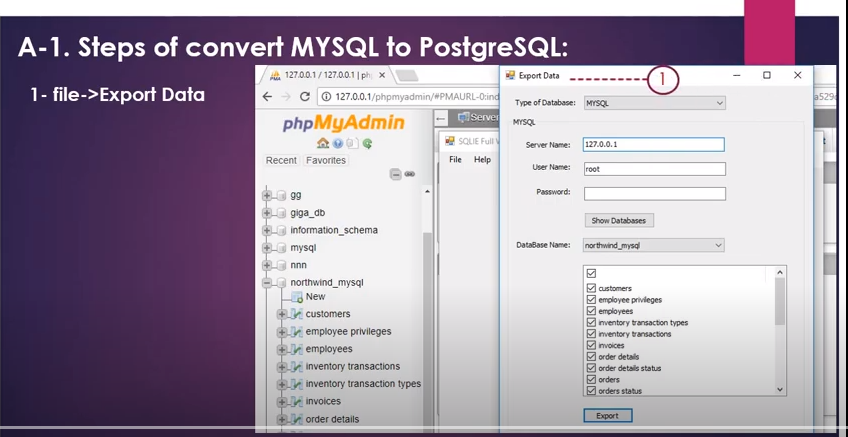 A-1. Steps of convert MYSQL to PostgreSQL:
1- file->Export Data
127.0.0.1 / 127.0.0.1 | ph
127.0.0.1/phpmyadmin/#PMAURL-0:ind
phpMyAdmin
Recent Favorites
gg
giga_db
information_schema
mysql
nnn
northwind_mysql
New
customers
employee privileges
employees
inventory transactions
inventory transaction types
invoices
order details
Server
SQLIE Full V
File Help
Export Data
1
Type of Database: MYSQL
MYSQL
Server Name: 127.0.0.1
User Name: root
Password:
Show Databases
DataBase Name: northwind_mysql
customers
employee privileges
employees
inventory transaction types
inventory transactions
invoices
order details
order details status
orders
orders status
Export
a529